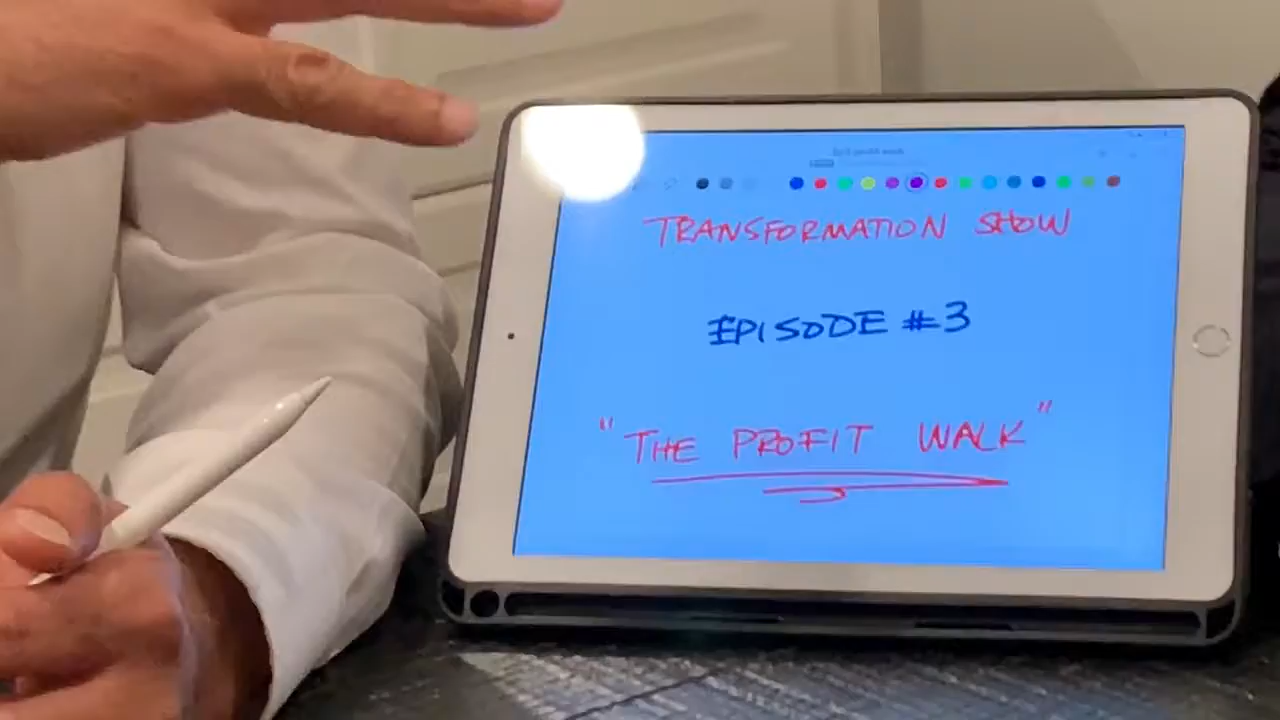 TRANSFORMATION SHOW
EPISODE #3
"THE PROFIT WALK"